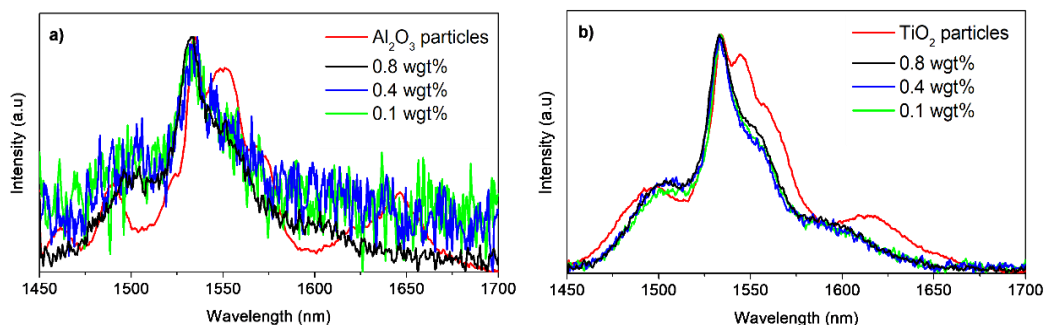 a)
Al₂O₃ particles
0.8 wgt%
0.4 wgt%
0.1 wgt%
Intensity (a.u)
1450 1500 1550 1600 1650 1700
Wavelength (nm)
b)
TiO₂ particles
0.8 wgt%
0.4 wgt%
0.1 wgt%
Intensity (a.u)
1450 1500 1550 1600 1650 1700
Wavelength (nm)